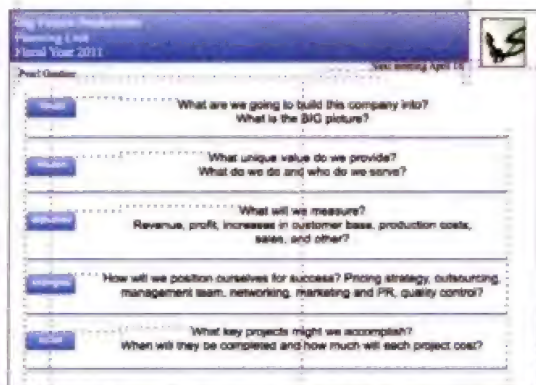 Big Picture Productions
Planning Unit
Fiscal Year 2011
Next meeting April 16
What are we going to build this company into?
What is the BIG picture?
What unique value do we provide?
What do we do and who do we serve?
What will we measure?
Revenue, profit, increases in customer base, production costs,
sales, and other?
How will we position ourselves for success? Pricing strategy, outsourcing,
management team, networking, marketing and PR, quality control?
What key projects might we accomplish?
When will they be completed and how much will each project cost?